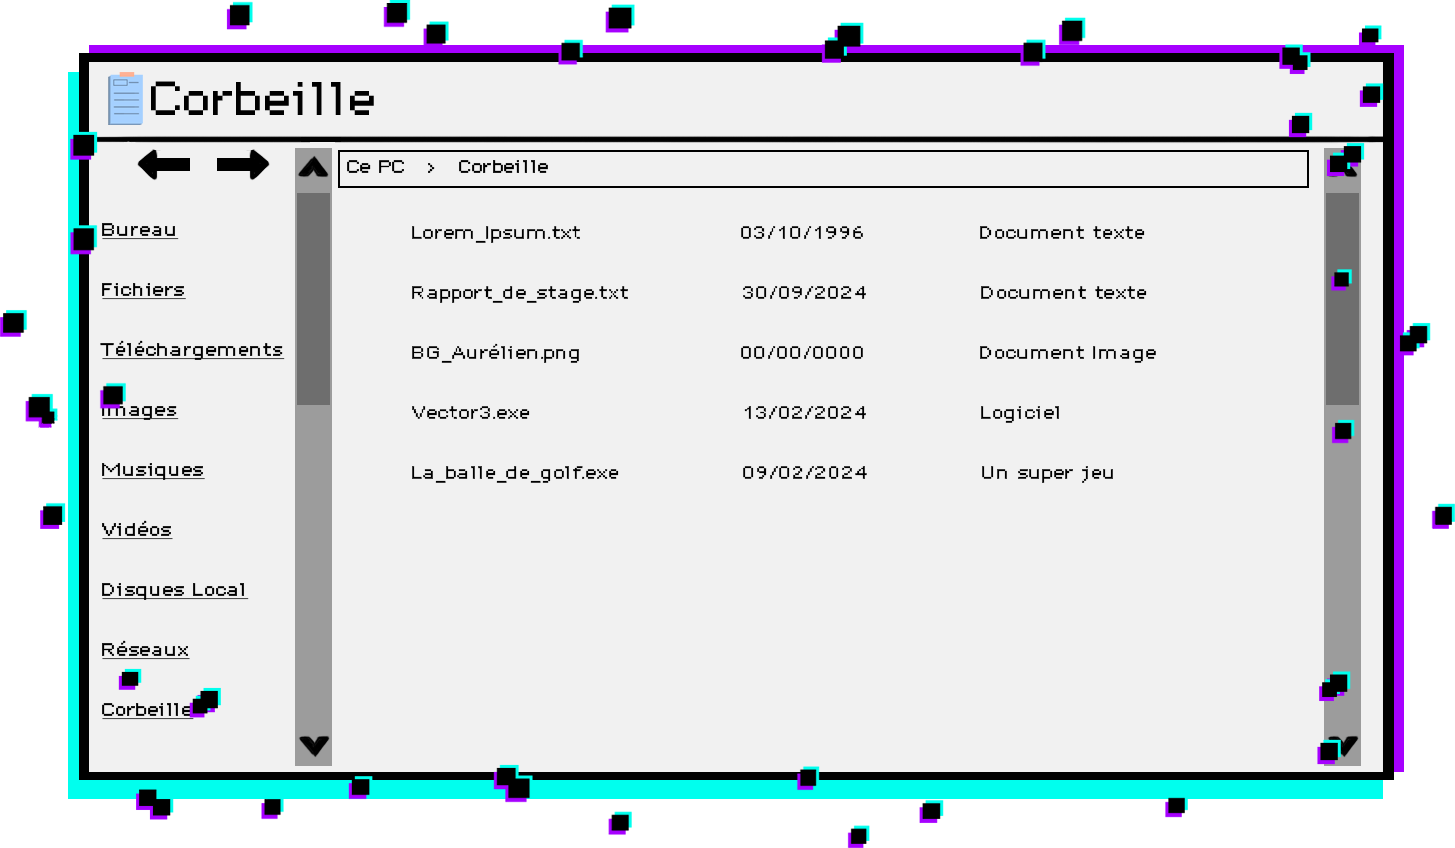 Corbeille
Ce PC > Corbeille
Bureau
Fichiers
Téléchargements
Images
Musiques
Vidéos
Disques Local
Réseaux
Corbeille
Lorem_Ipsum.txt 03/10/1996 Document texte
Rapport_de_stage.txt 30/09/2024 Document texte
BG_Aurélien.png 00/00/0000 Document Image
Vector3.exe 13/02/2024 Logiciel
La_balle_de_golf.exe 09/02/2024 Un super jeu